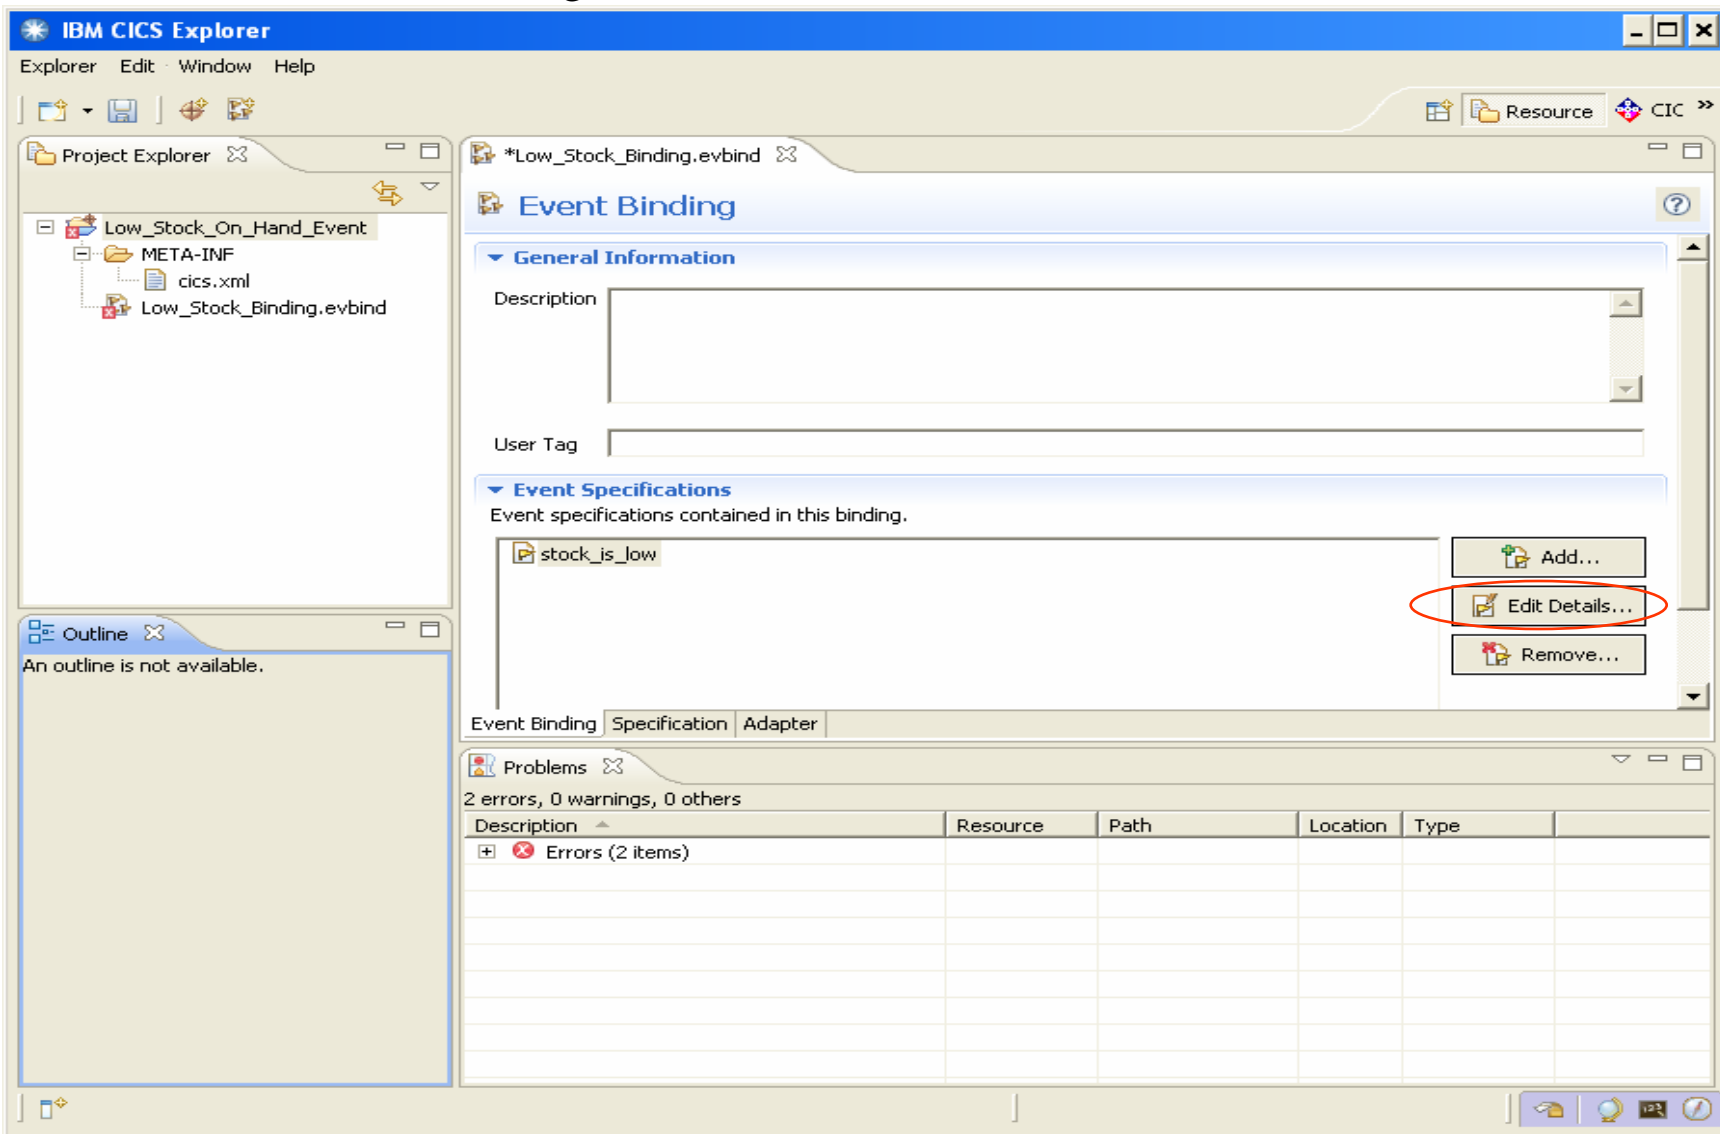 IBM CICS Explorer
Explorer Edit Window Help
Resource CIC »
Project Explorer
*Low_Stock_Binding.evbind
Low_Stock_On_Hand_Event
META-INF
cics.xml
Low_Stock_Binding.evbind
Event Binding
General Information
Description
User Tag
Event Specifications
Event specifications contained in this binding.
stock_is_low
Add...
Edit Details...
Remove...
Event Binding Specification Adapter
Outline
An outline is not available.
Problems
2 errors, 0 warnings, 0 others
Description Resource Path Location Type
Errors (2 items)